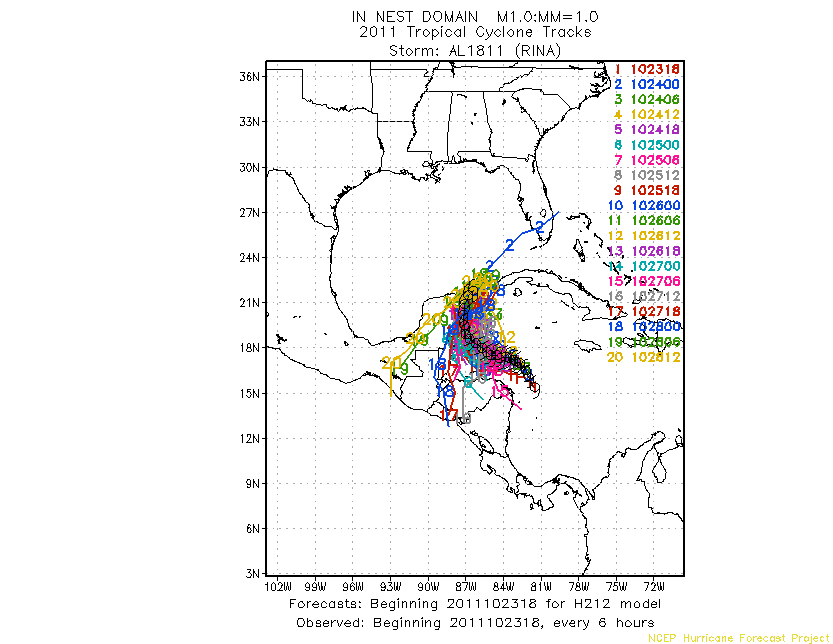 IN NEST DOMAIN M1.0:MM=1.0
2011 Tropical Cyclone Tracks
Storm: AL1811 (RINA)
1 102318
2 102400
3 102406
4 102412
5 102418
6 102500
7 102506
8 102512
9 102518
10 102600
11 102606
12 102612
13 102618
14 102700
15 102706
16 102712
17 102718
18 102800
19 102806
20 102812
36N
33N
30N
27N
24N
21N
18N
15N
12N
9N
6N
3N
102W 99W 96W 93W 90W 87W 84W 81W 78W 75W 72W
Forecasts: Beginning 2011102318 for H212 model
Observed: Beginning 2011102318, every 6 hours
NCEP Hurricane Forecast Project